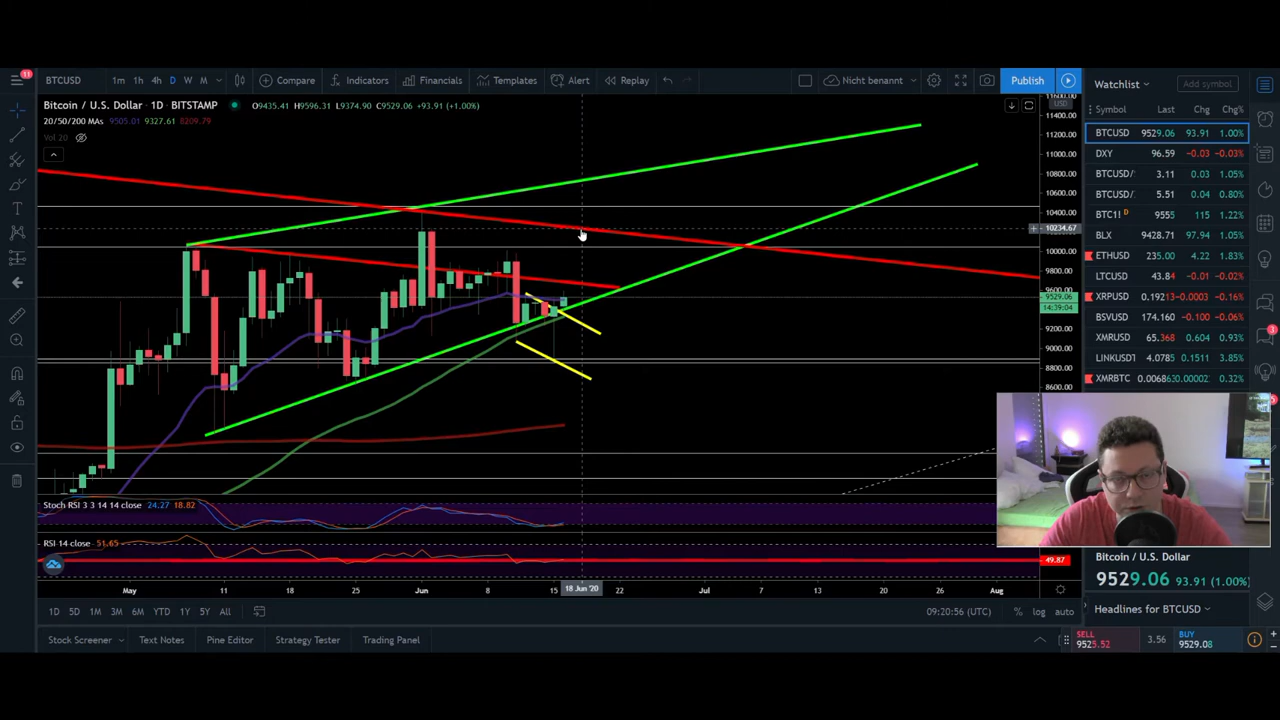 11
BTCUSD 1m 1h 4h D W M Compare Indicators Financials Templates Alert Replay Nicht benannt Publish
Watchlist Add symbol
Bitcoin / U.S. Dollar · 1D · BITSTAMP O9435.41 H9596.31 L9374.90 C9529.06 +93.91 (+1.00%)
20/50/200 MAs 9505.01 9327.61 8209.79
Vol 20
USD
11400.00
11200.00
11000.00
10800.00
10600.00
10400.00
10234.67
10000.00
9800.00
9600.00
9529.06
14:39:04
9200.00
9000.00
8800.00
8600.00
Symbol Last Chg Chg%
BTCUSD 9529.06 93.91 1.00%
DXY 96.59 -0.03 -0.03%
BTCUSD/ 3.11 0.03 1.05%
BTCUSD/ 5.51 0.04 0.80%
BTC1! D 9555 115 1.22%
BLX 9428.71 97.94 1.05%
ETHUSD 235.00 4.22 1.83%
LTCUSD 43.84 -0.01 -0.02%
XRPUSD 0.19213 -0.0003 -0.16%
BNBUSD 174.160 -0.100 -0.06%
XMRUSD 65.368 0.604 0.93%
LINKUSD1 4.0785 0.1511 3.85%
XMRBTC 0.00686 30.00002 0.32%
Stoch RSI 3 3 14 14 close 24.27 18.82
RSI 14 close 51.65
49.87
May 11 18 25 Jun 8 15 18 Jun '20 22 Jul 7 13 20 26 Aug
1D 5D 1M 3M 6M YTD 1Y 5Y All 09:20:56 (UTC) % log auto
Bitcoin / U.S. Dollar
9529.06 93.91 (1.00%)
Headlines for BTCUSD
Stock Screener Text Notes Pine Editor Strategy Tester Trading Panel
SELL
9525.52
3.56
BUY
9529.08
3